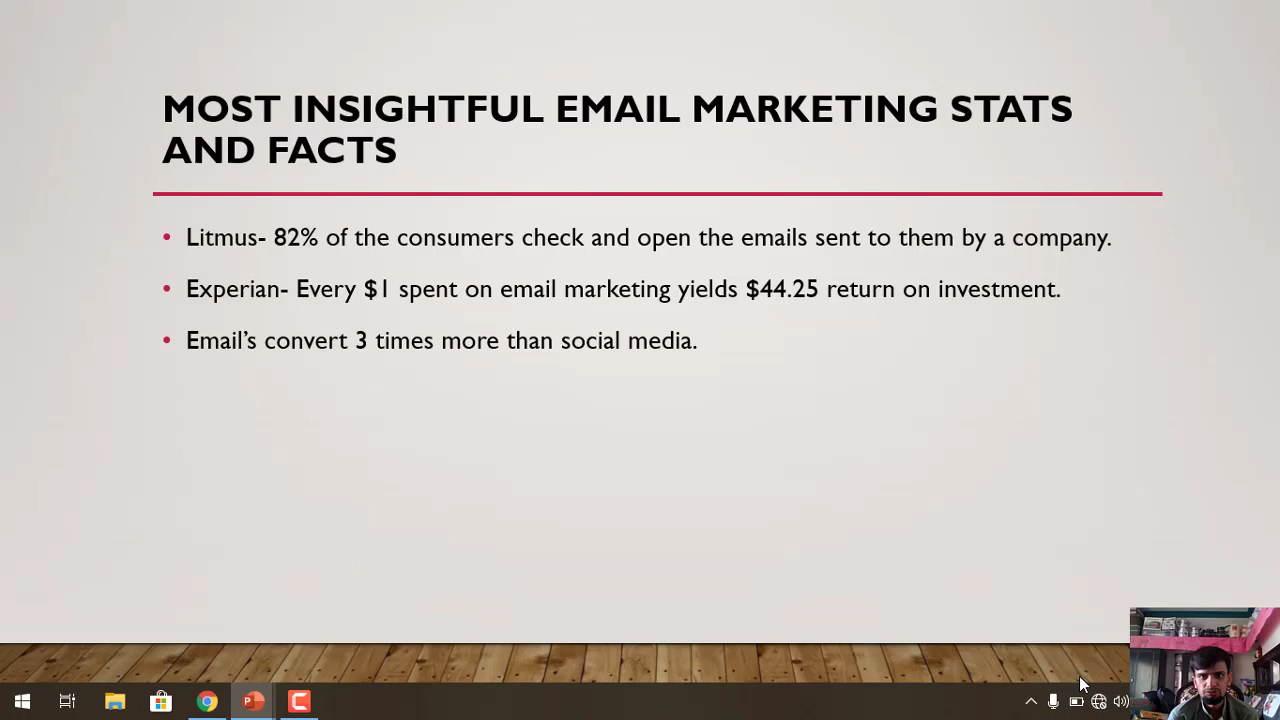 MOST INSIGHTFUL EMAIL MARKETING STATS
AND FACTS
• Litmus- 82% of the consumers check and open the emails sent to them by a company.
• Experian- Every $1 spent on email marketing yields $44.25 return on investment.
• Email’s convert 3 times more than social media.